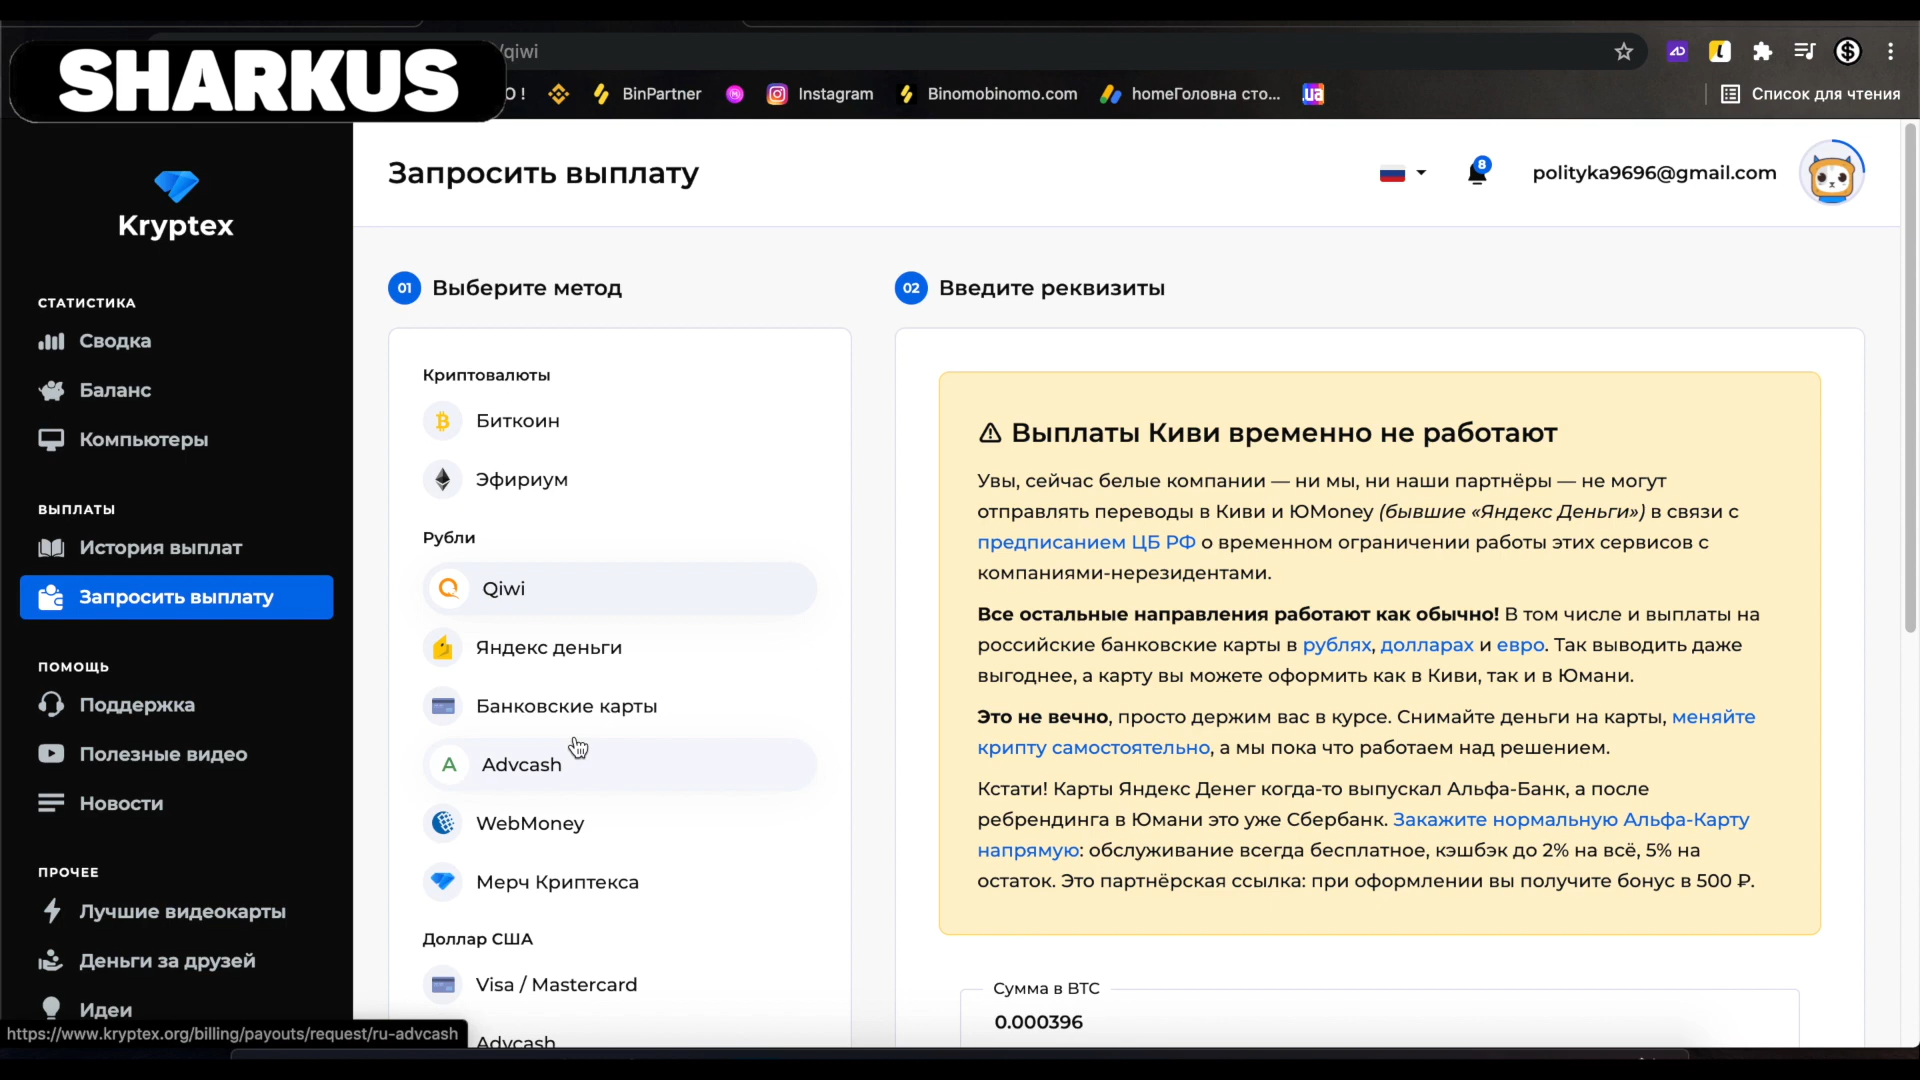 SHARKUS
/qiwi
O !
BinPartner
Instagram
Binomobinomo.com
homeГоловна сто...
.ua
Список для чтения
Kryptex
СТАТИСТИКА
Сводка
Баланс
Компьютеры
ВЫПЛАТЫ
История выплат
Запросить выплату
ПОМОЩЬ
Поддержка
Полезные видео
Новости
ПРОЧЕЕ
Лучшие видеокарты
Деньги за друзей
Идеи
https://www.kryptex.org/billing/payouts/request/ru-advcash
Запросить выплату
8
polityka9696@gmail.com
01 Выберите метод
Криптовалюты
Биткоин
Эфириум
Рубли
Qiwi
Яндекс деньги
Банковские карты
Advcash
WebMoney
Мерч Криптекса
Доллар США
Visa / Mastercard
Advcash
02 Введите реквизиты
Выплаты Киви временно не работают
Увы, сейчас белые компании — ни мы, ни наши партнёры — не могут
отправлять переводы в Киви и ЮMoney (бывшие «Яндекс Деньги») в связи с
предписанием ЦБ РФ о временном ограничении работы этих сервисов с
компаниями-нерезидентами.
Все остальные направления работают как обычно! В том числе и выплаты на
российские банковские карты в рублях, долларах и евро. Так выводить даже
выгоднее, а карту вы можете оформить как в Киви, так и в Юмани.
Это не вечно, просто держим вас в курсе. Снимайте деньги на карты, меняйте
крипту самостоятельно, а мы пока что работаем над решением.
Кстати! Карты Яндекс Денег когда-то выпускал Альфа-Банк, а после
ребрендинга в Юмани это уже Сбербанк. Закажите нормальную Альфа-Карту
напрямую: обслуживание всегда бесплатное, кэшбэк до 2% на всё, 5% на
остаток. Это партнёрская ссылка: при оформлении вы получите бонус в 500 ₽.
Сумма в BTC
0.000396